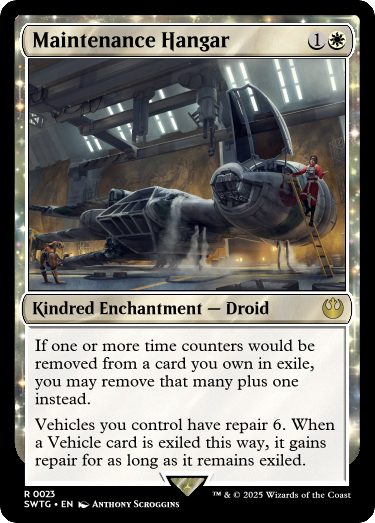 Maintenance Hangar 1
Kindred Enchantment — Droid
If one or more time counters would be
removed from a card you own in exile,
you may remove that many plus one
instead.
Vehicles you control have repair 6. When
a Vehicle card is exiled this way, it gains
repair for as long as it remains exiled.
R 0023
SWTG • EN Anthony Scroggins
™ & © 2025 Wizards of the Coast